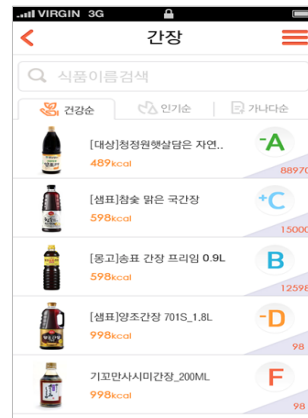 VIRGIN 3G
간장
식품이름검색
건강순
인기순
가나다순
[대상]청정원햇살담은 자연..
489kcal
-A
88970
[샘표]참숯 맑은 국간장
598kcal
+C
15000
[몽고]송표 간장 프리임 0.9L
598kcal
B
12598
[샘표]양조간장 701S_1.8L
998kcal
-D
98
기꼬만사시미간장_200ML
998kcal
F
98